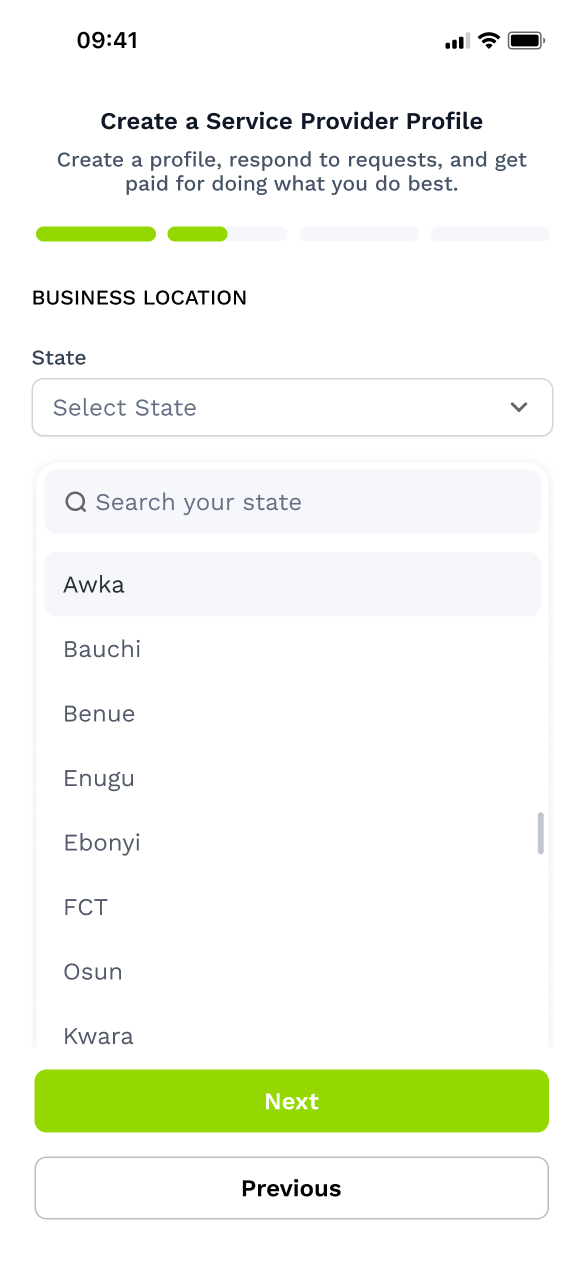 09:41
Create a Service Provider Profile
Create a profile, respond to requests, and get
paid for doing what you do best.
BUSINESS LOCATION
State
Select State
Search your state
Awka
Bauchi
Benue
Enugu
Ebonyi
FCT
Osun
Kwara
Next
Previous